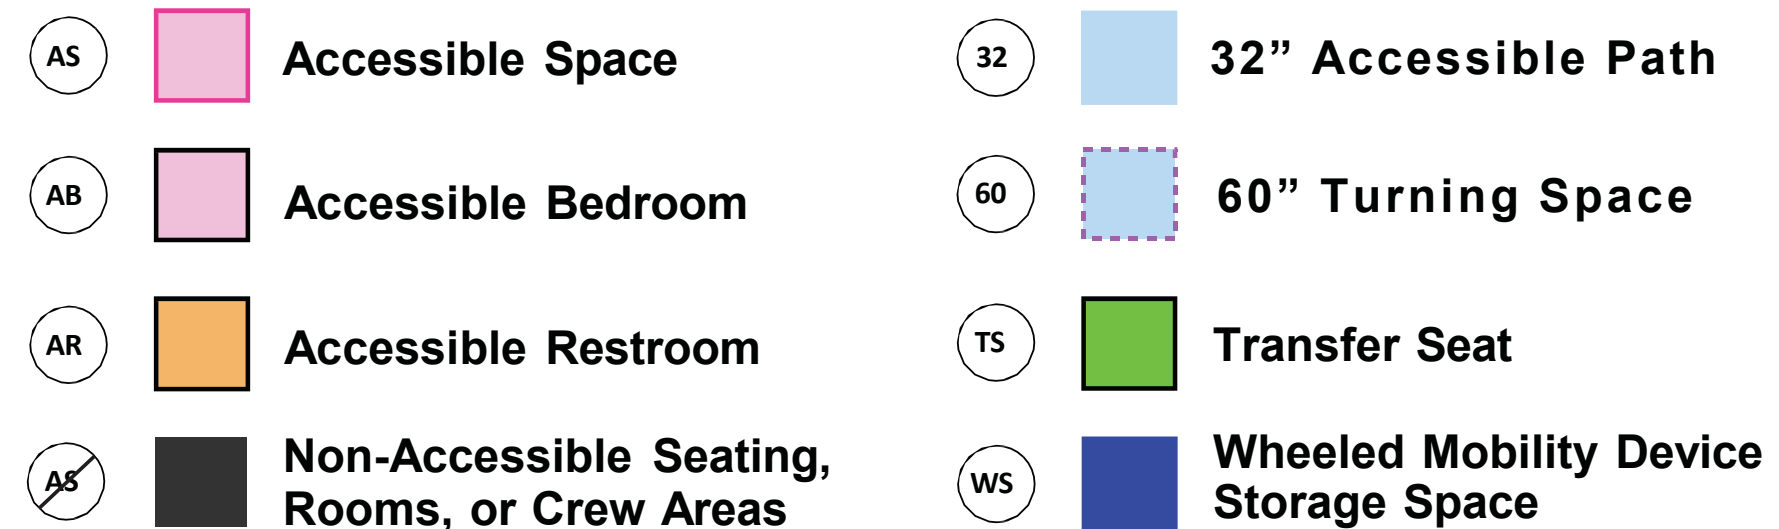 AS Accessible Space
AB Accessible Bedroom
AR Accessible Restroom
AS Non-Accessible Seating,
Rooms, or Crew Areas
32 32” Accessible Path
60 60” Turning Space
TS Transfer Seat
WS Wheeled Mobility Device
Storage Space